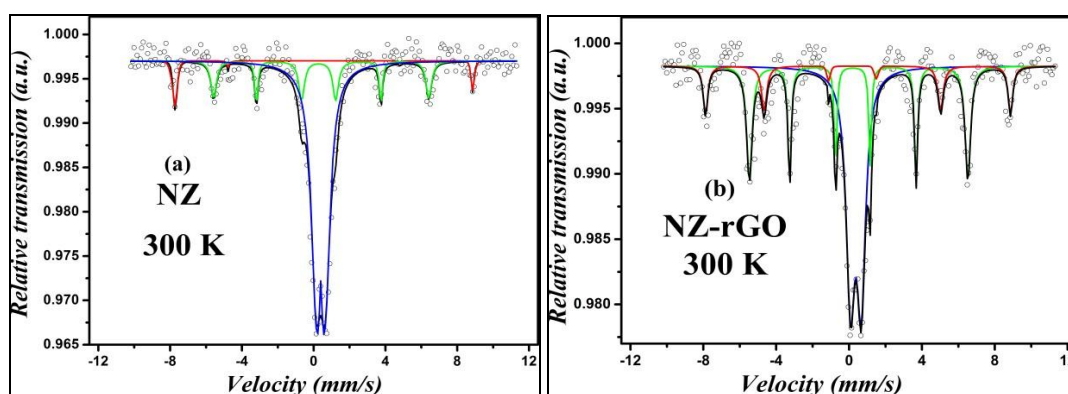 Relative transmission (a.u.)
1.000
0.995
0.990
0.985
0.980
0.975
0.970
0.965
(a)
NZ
300 K
-12 -8 -4 0 4 8 12
Velocity (mm/s)
Relative transmission (a.u.)
1.000
0.995
0.990
0.985
0.980
(b)
NZ-rGO
300 K
-12 -8 -4 0 4 8
Velocity (mm/s)